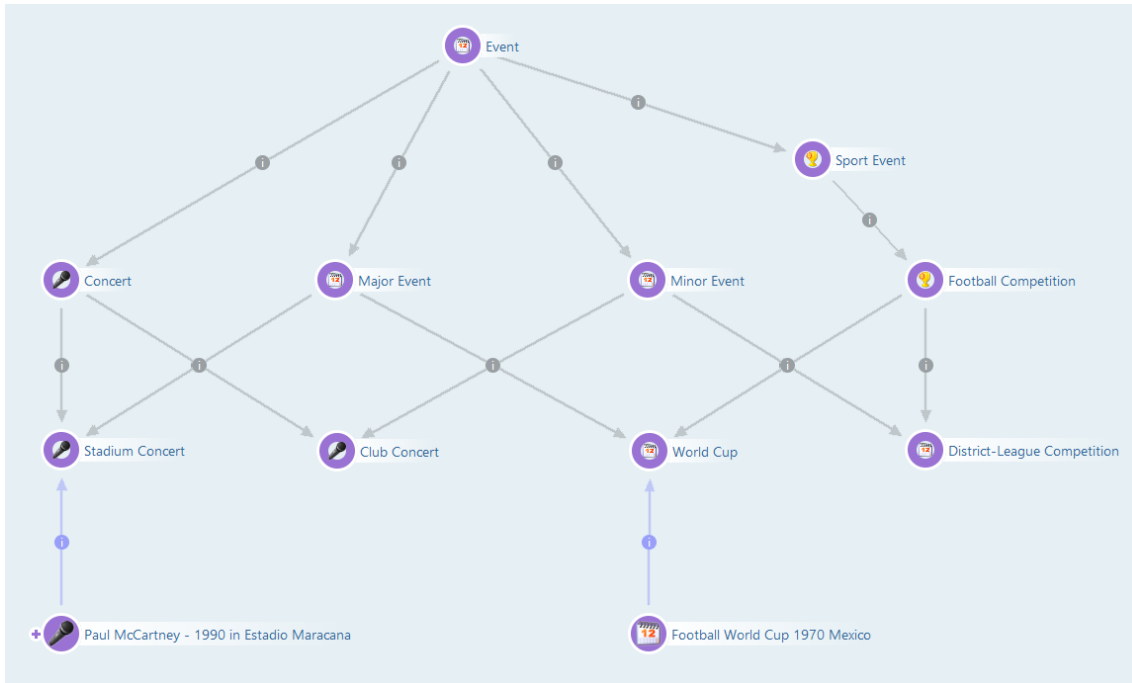 Event
Sport Event
Concert
Major Event
Minor Event
Football Competition
Stadium Concert
Club Concert
World Cup
District-League Competition
Paul McCartney - 1990 in Estadio Maracana
Football World Cup 1970 Mexico